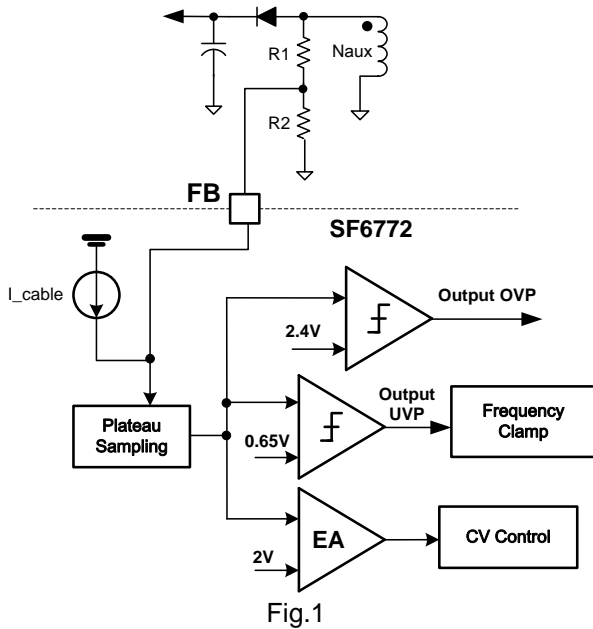 R1
Naux
R2
FB
SF6772
I_cable
Output OVP
2.4V
Plateau
Sampling
Output
UVP
Frequency
Clamp
0.65V
EA
CV Control
2V
Fig.1